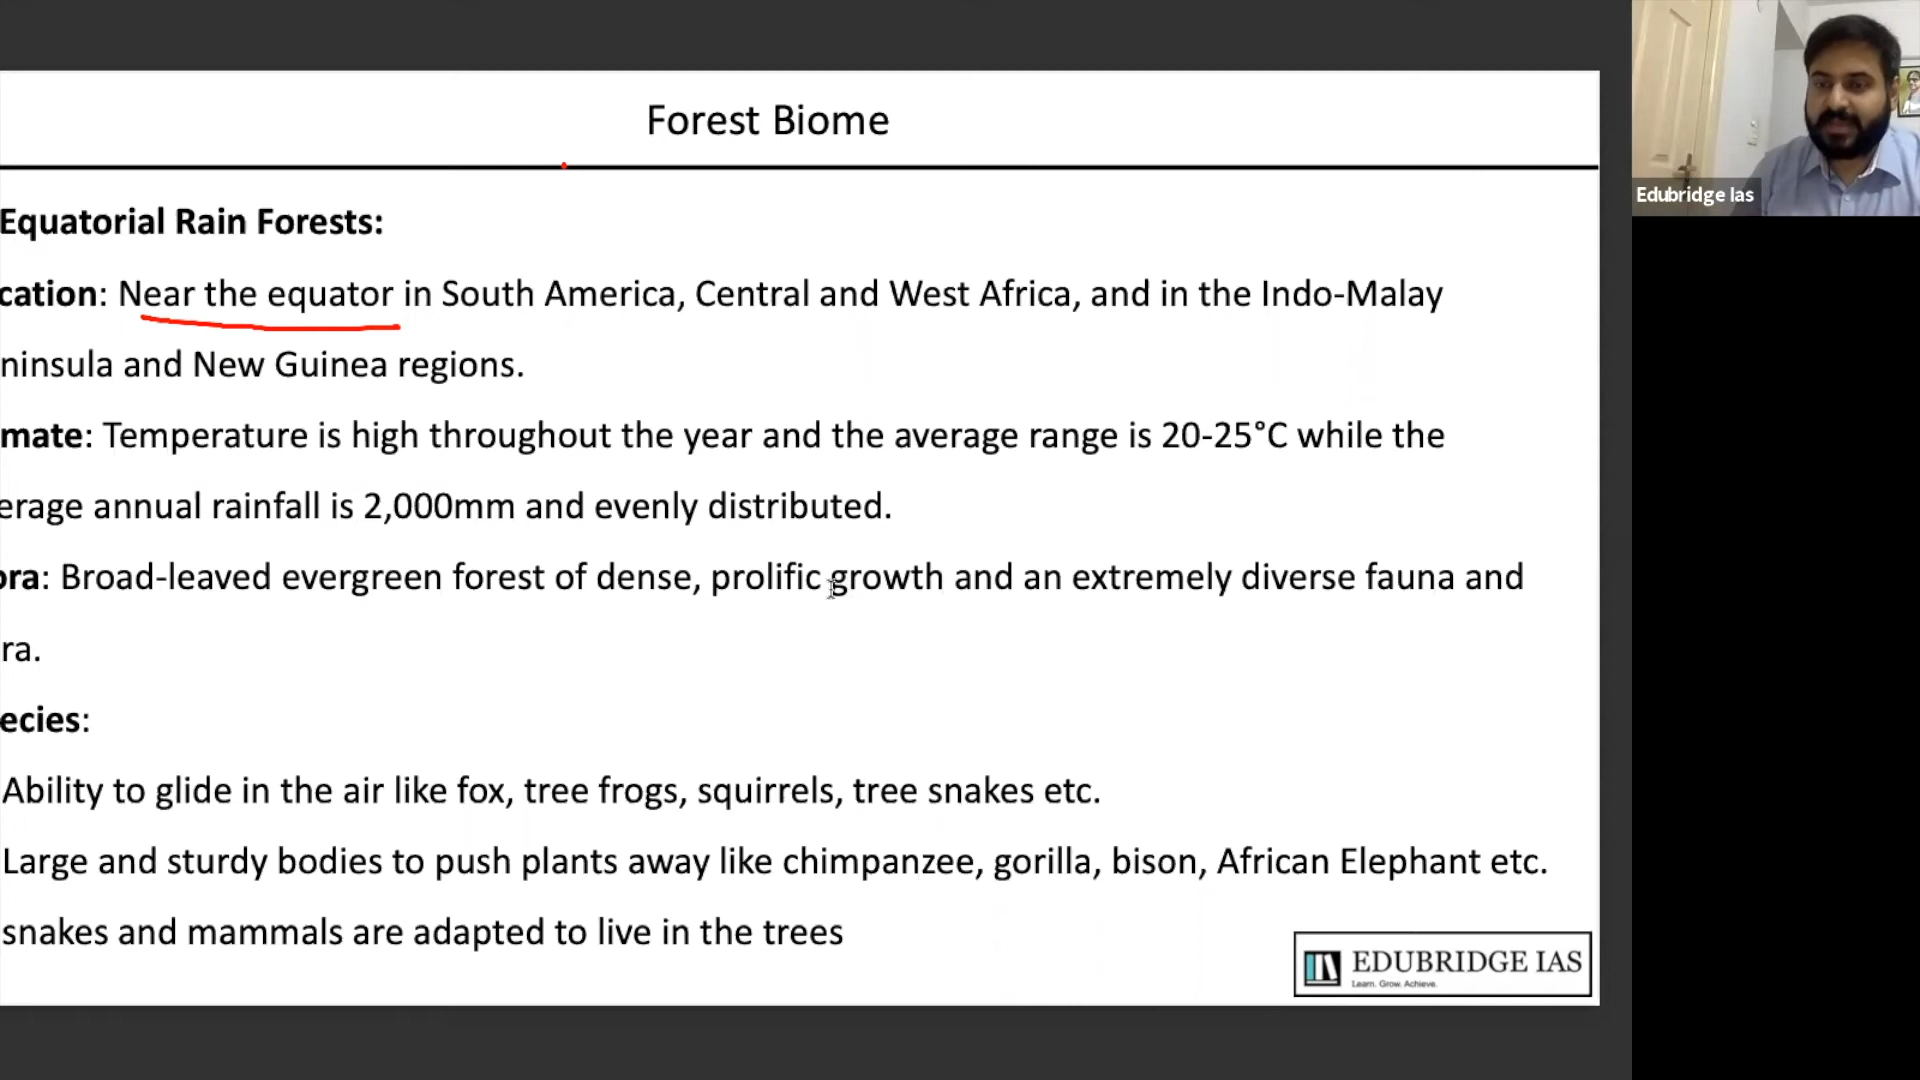 Forest Biome
Edubridge Ias
Equatorial Rain Forests:
cation: Near the equator in South America, Central and West Africa, and in the Indo-Malay
ninsula and New Guinea regions.
mate: Temperature is high throughout the year and the average range is 20-25°C while the
erage annual rainfall is 2,000mm and evenly distributed.
ora: Broad-leaved evergreen forest of dense, prolific growth and an extremely diverse fauna and
ra.
ecies:
Ability to glide in the air like fox, tree frogs, squirrels, tree snakes etc.
Large and sturdy bodies to push plants away like chimpanzee, gorilla, bison, African Elephant etc.
snakes and mammals are adapted to live in the trees
EDUBRIDGE IAS
Learn. Grow. Achieve.